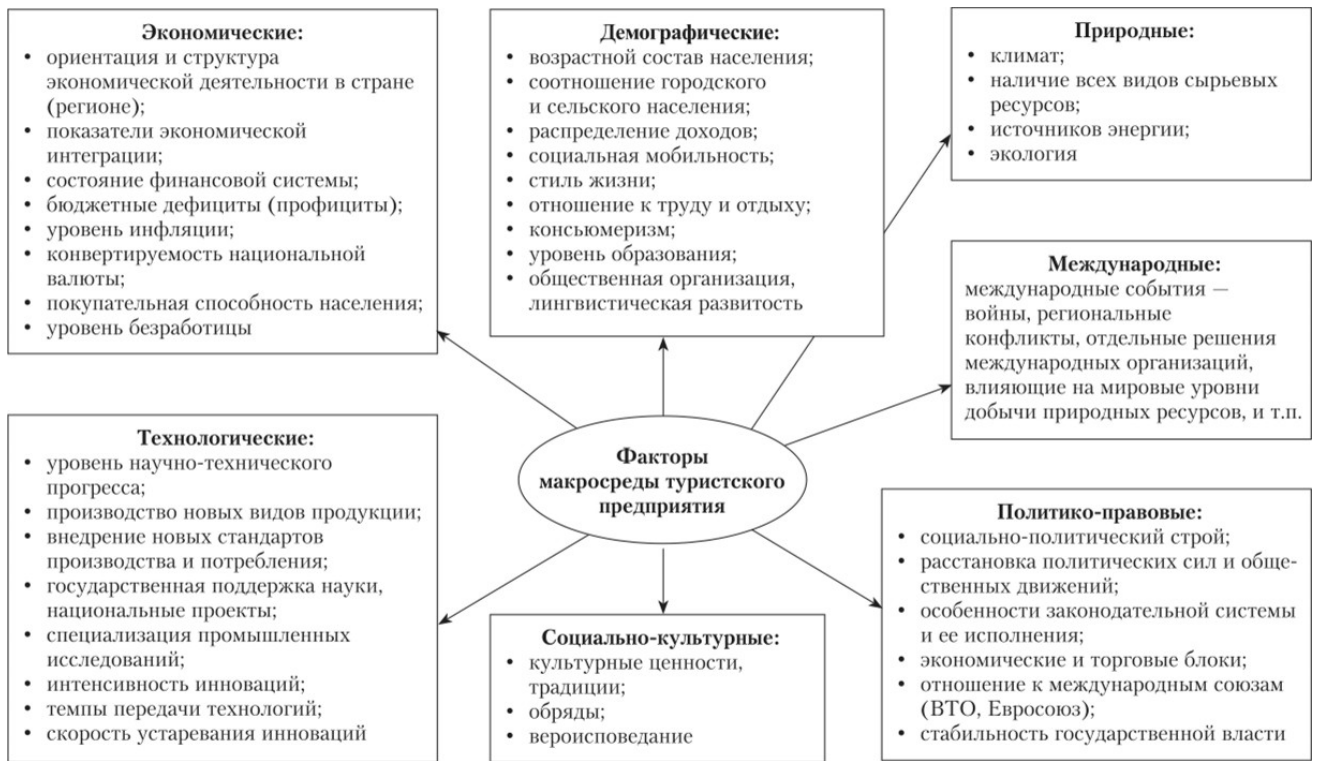 Экономические:
• ориентация и структура
экономической деятельности в стране
(регионе);
• показатели экономической
интеграции;
• состояние финансовой системы;
• бюджетные дефициты (профициты);
• уровень инфляции;
• конвертируемость национальной
валюты;
• покупательная способность населения;
• уровень безработицы
Демографические:
• возрастной состав населения;
• соотношение городского
и сельского населения;
• распределение доходов;
• социальная мобильность;
• стиль жизни;
• отношение к труду и отдыху;
• консьюмеризм;
• уровень образования;
• общественная организация,
лингвистическая развитость
Природные:
• климат;
• наличие всех видов сырьевых
ресурсов;
• источников энергии;
• экология
Международные:
международные события —
войны, региональные
конфликты, отдельные решения
международных организаций,
влияющие на мировые уровни
добычи природных ресурсов, и т.п.
Факторы
макросреды туристского
предприятия
Технологические:
• уровень научно-технического
прогресса;
• производство новых видов продукции;
• внедрение новых стандартов
производства и потребления;
• государственная поддержка науки,
национальные проекты;
• специализация промышленных
исследований;
• интенсивность инноваций;
• темпы передачи технологий;
• скорость устаревания инноваций
Социально-культурные:
• культурные ценности,
традиции;
• обряды;
• вероисповедание
Политико-правовые:
• социально-политический строй;
• расстановка политических сил и обще-
ственных движений;
• особенности законодательной системы
и ее исполнения;
• экономические и торговые блоки;
• отношение к международным союзам
(ВТО, Евросоюз);
• стабильность государственной власти